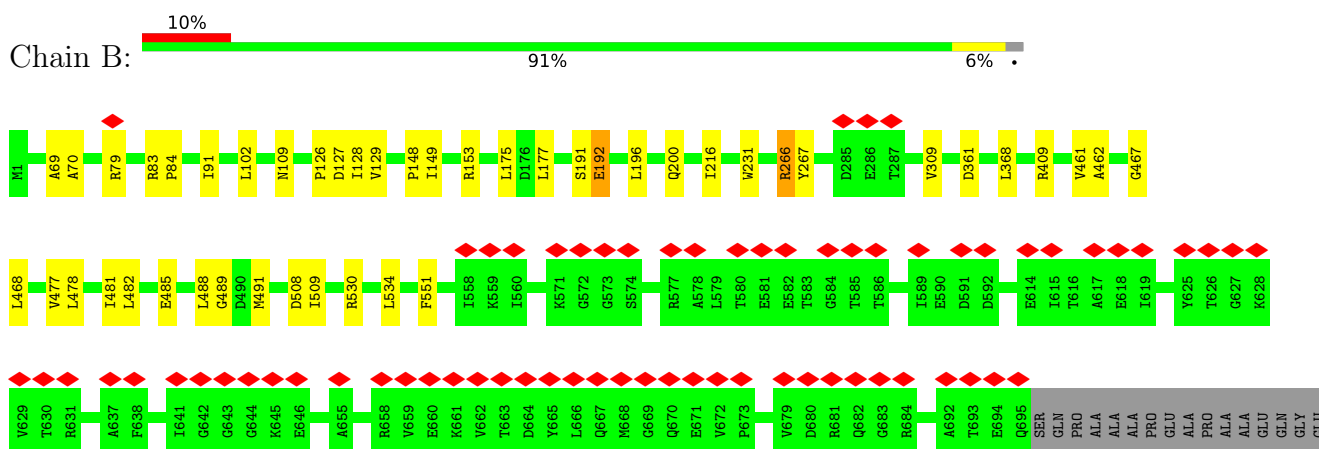 10%
Chain B:
91% 6% •
M1 A69 A70 R79 R83 P84 I91 L102 N109 P126 D127 I128 V129 P148 I149 R153 L175 D176 L177 S191 E192 L196 Q200 I216 W231 R266 Y267 D285 E286 T287 V309 D361 L368 R409 V461 A462 G467
L468 V477 L478 I481 L482 E485 L488 G489 D490 M491 D508 I509 R530 L534 F551 I558 K559 I560 K571 G572 G573 S574 R577 A578 L579 T580 E581 E582 T583 G584 T585 T586 I589 E590 D591 D592 E614 I615 T616 A617 E618 I619 Y625 T626 G627 K628
V629 T630 R631 A637 F638 I641 G642 G643 G644 K645 E646 A655 R658 V659 E660 K661 V662 T663 D664 Y665 L666 Q667 M668 G669 Q670 E671 V672 P673 V679 D680 R681 Q682 G683 R684 A692 T693 E694 Q695 SER GLN PRO ALA ALA ALA PRO GLU ALA PRO ALA ALA GLU GLN GLY GLU